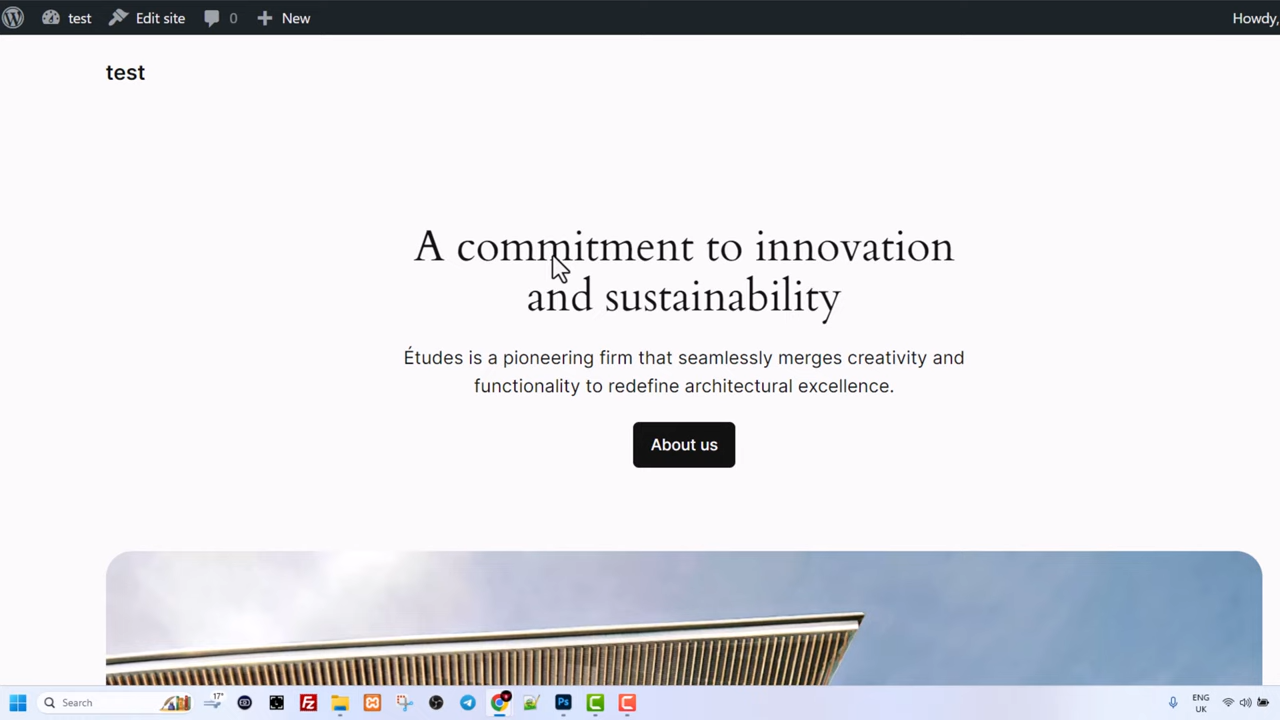 test Edit site 0 New Howdy,
test
A commitment to innovation
and sustainability
Études is a pioneering firm that seamlessly merges creativity and
functionality to redefine architectural excellence.
About us
Search 17° Ps ENG
UK